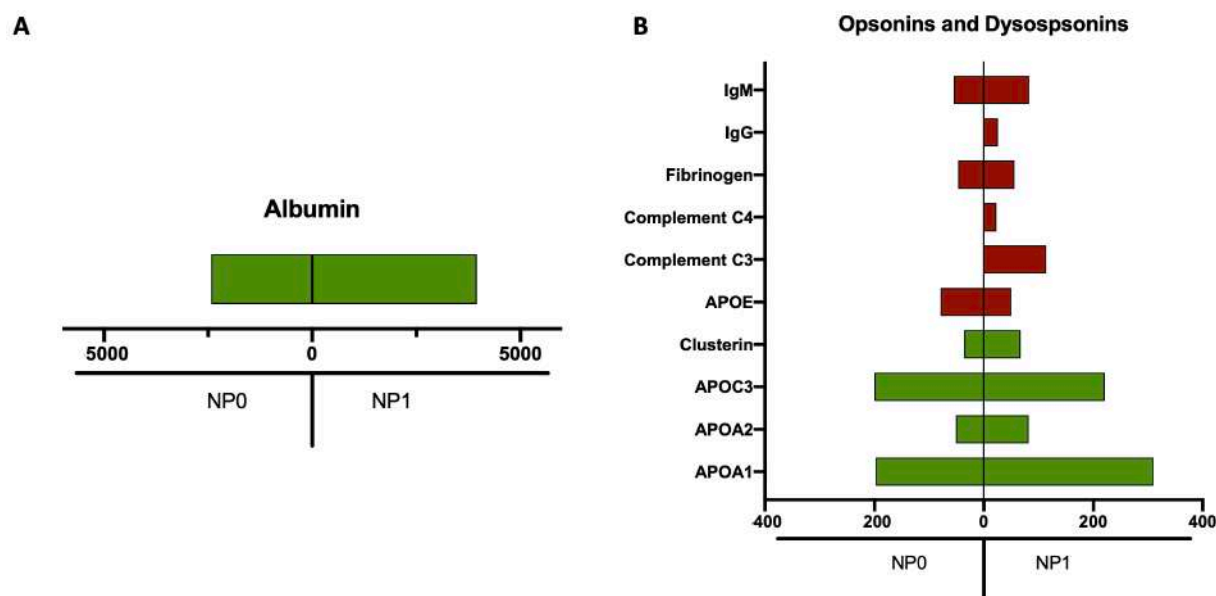 A
Albumin
5000
0
5000
NP0
NP1
B
Opsonins and Dysospsonins
IgM
IgG
Fibrinogen
Complement C4
Complement C3
APOE
Clusterin
APOC3
APOA2
APOA1
400
200
0
200
400
NP0
NP1